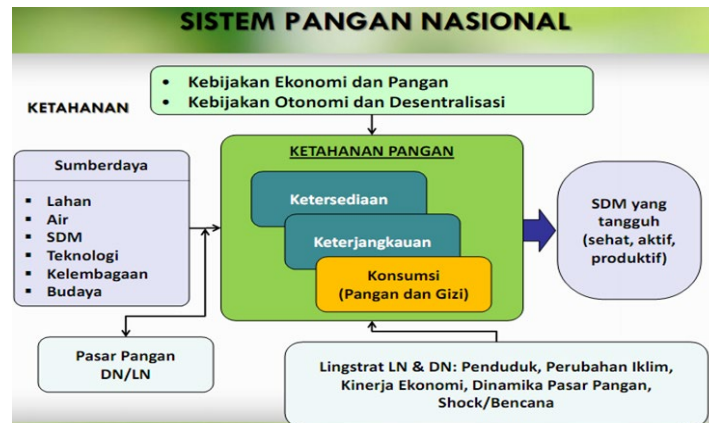 SISTEM PANGAN NASIONAL
• Kebijakan Ekonomi dan Pangan
• Kebijakan Otonomi dan Desentralisasi
KETAHANAN
KETAHANAN PANGAN
Sumberdaya
▪ Lahan
▪ Air
▪ SDM
▪ Teknologi
▪ Kelembagaan
▪ Budaya
Ketersediaan
Keterjangkauan
Konsumsi
(Pangan dan Gizi)
SDM yang
tangguh
(sehat, aktif,
produktif)
Pasar Pangan
DN/LN
Lingstrat LN & DN: Penduduk, Perubahan Iklim,
Kinerja Ekonomi, Dinamika Pasar Pangan,
Shock/Bencana